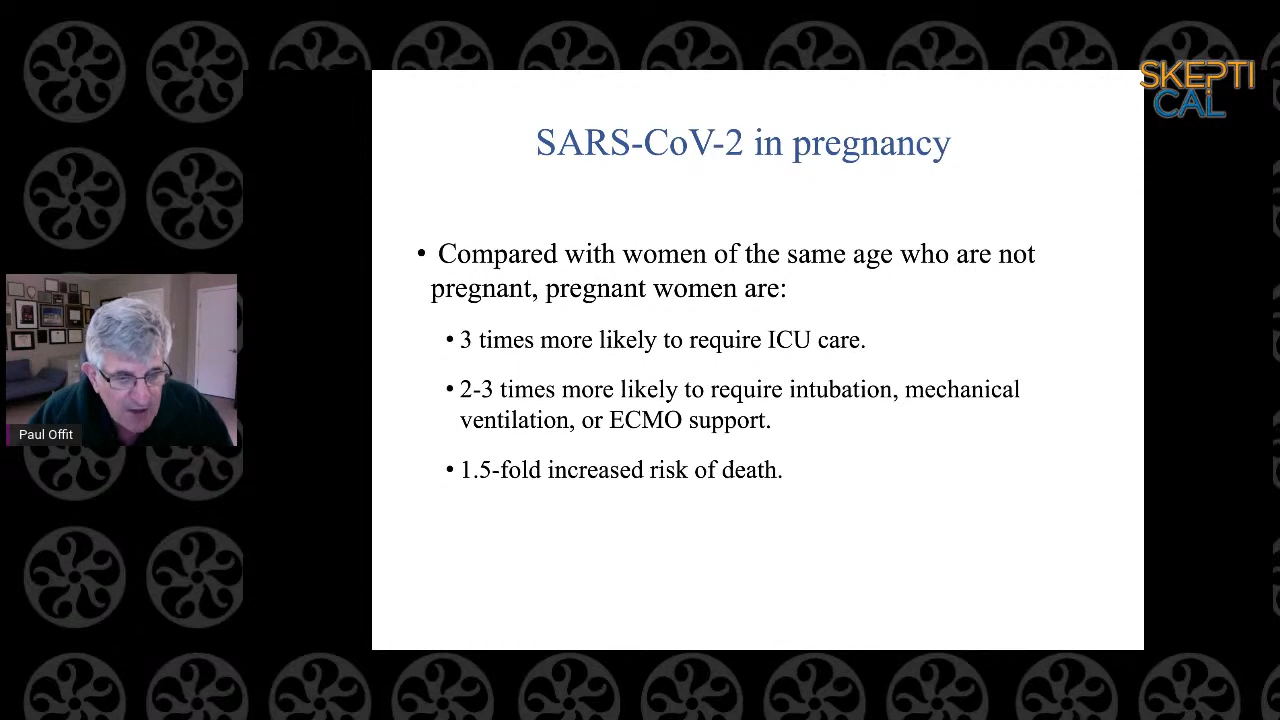 SKEPTI
CAL
SARS-CoV-2 in pregnancy
• Compared with women of the same age who are not
pregnant, pregnant women are:
• 3 times more likely to require ICU care.
• 2-3 times more likely to require intubation, mechanical
ventilation, or ECMO support.
• 1.5-fold increased risk of death.
Paul Offit